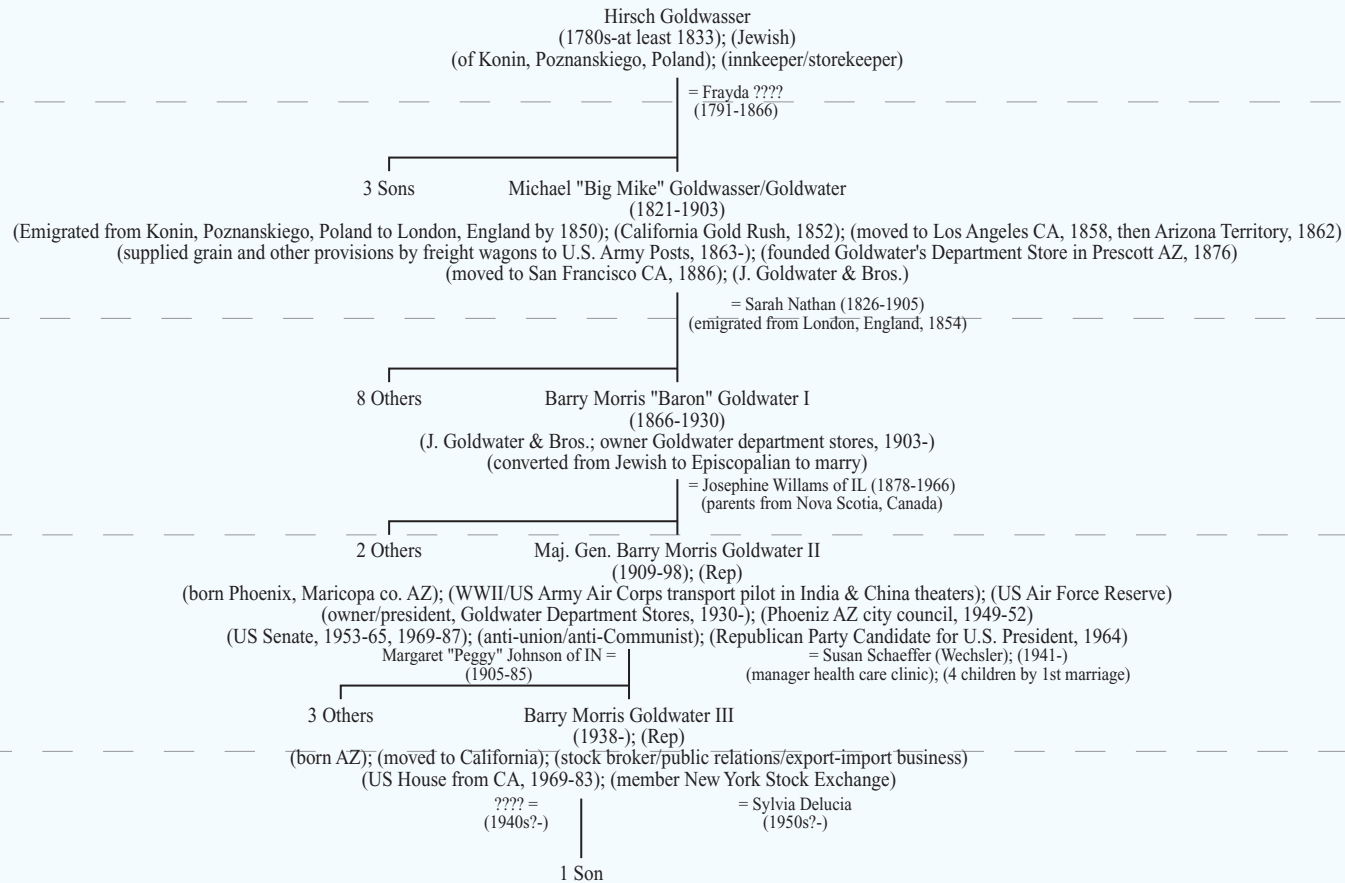 Hirsch Goldwasser
(1780s-at least 1833); (Jewish)
(of Konin, Poznanskiego, Poland); (innkeeper/storekeeper)
= Frayda ????
(1791-1866)
3 Sons
Michael "Big Mike" Goldwasser/Goldwater
(1821-1903)
(Emigrated from Konin, Poznanskiego, Poland to London, England by 1850); (California Gold Rush, 1852); (moved to Los Angeles CA, 1858, then Arizona Territory, 1862)
(supplied grain and other provisions by freight wagons to U.S. Army Posts, 1863-); (founded Goldwater's Department Store in Prescott AZ, 1876)
(moved to San Francisco CA, 1886); (J. Goldwater & Bros.)
= Sarah Nathan (1826-1905)
(emigrated from London, England, 1854)
8 Others
Barry Morris "Baron" Goldwater I
(1866-1930)
(J. Goldwater & Bros.; owner Goldwater department stores, 1903-)
(converted from Jewish to Episcopalian to marry)
= Josephine Willams of IL (1878-1966)
(parents from Nova Scotia, Canada)
2 Others
Maj. Gen. Barry Morris Goldwater II
(1909-98); (Rep)
(born Phoenix, Maricopa co. AZ); (WWII/US Army Air Corps transport pilot in India & China theaters); (US Air Force Reserve)
(owner/president, Goldwater Department Stores, 1930-); (Phoeniz AZ city council, 1949-52)
(US Senate, 1953-65, 1969-87); (anti-union/anti-Communist); (Republican Party Candidate for U.S. President, 1964)
Margaret "Peggy" Johnson of IN =
(1905-85)
= Susan Schaeffer (Wechsler); (1941-)
(manager health care clinic); (4 children by 1st marriage)
3 Others
Barry Morris Goldwater III
(1938-); (Rep)
(born AZ); (moved to California); (stock broker/public relations/export-import business)
(US House from CA, 1969-83); (member New York Stock Exchange)
???? =
(1940s?-)
= Sylvia Delucia
(1950s?-)
1 Son